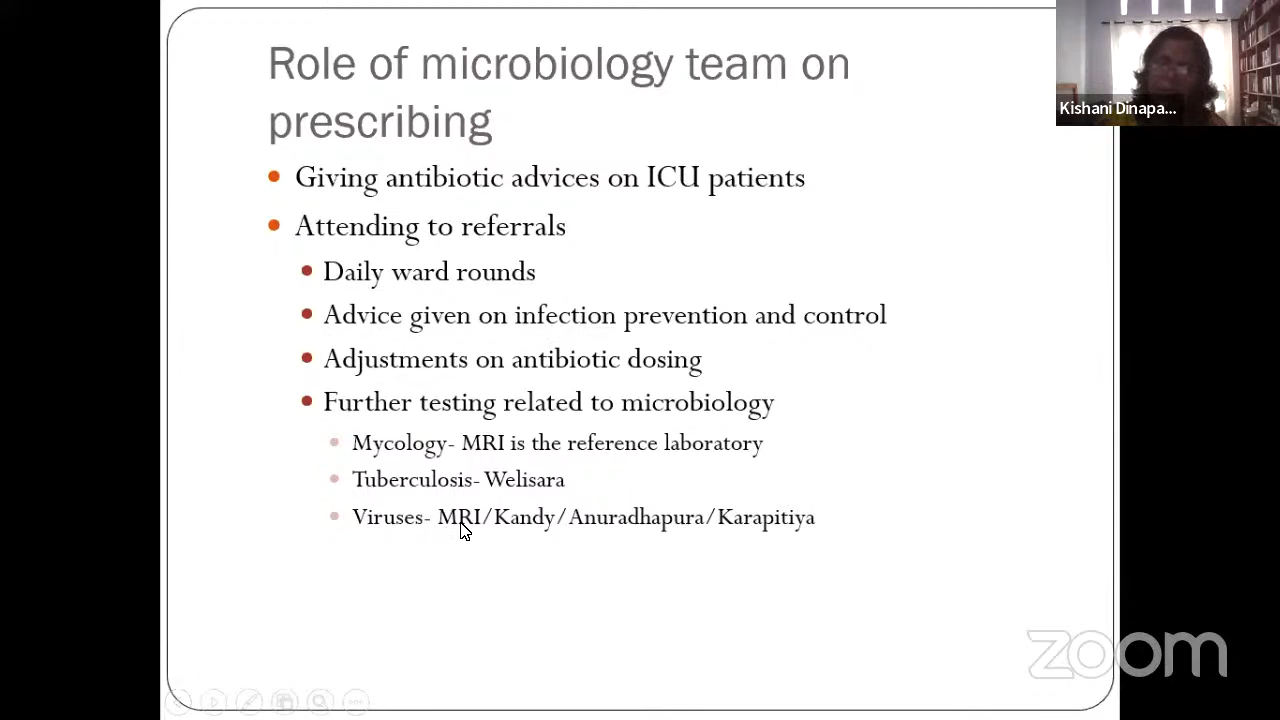 Role of microbiology team on
prescribing
Giving antibiotic advices on ICU patients
Attending to referrals
Daily ward rounds
Advice given on infection prevention and control
Adjustments on antibiotic dosing
Further testing related to microbiology
Mycology- MRI is the reference laboratory
Tuberculosis- Welisara
Viruses- MRI/Kandy/Anuradhapura/Karapitiya
Kishani Dinapa...
zoom